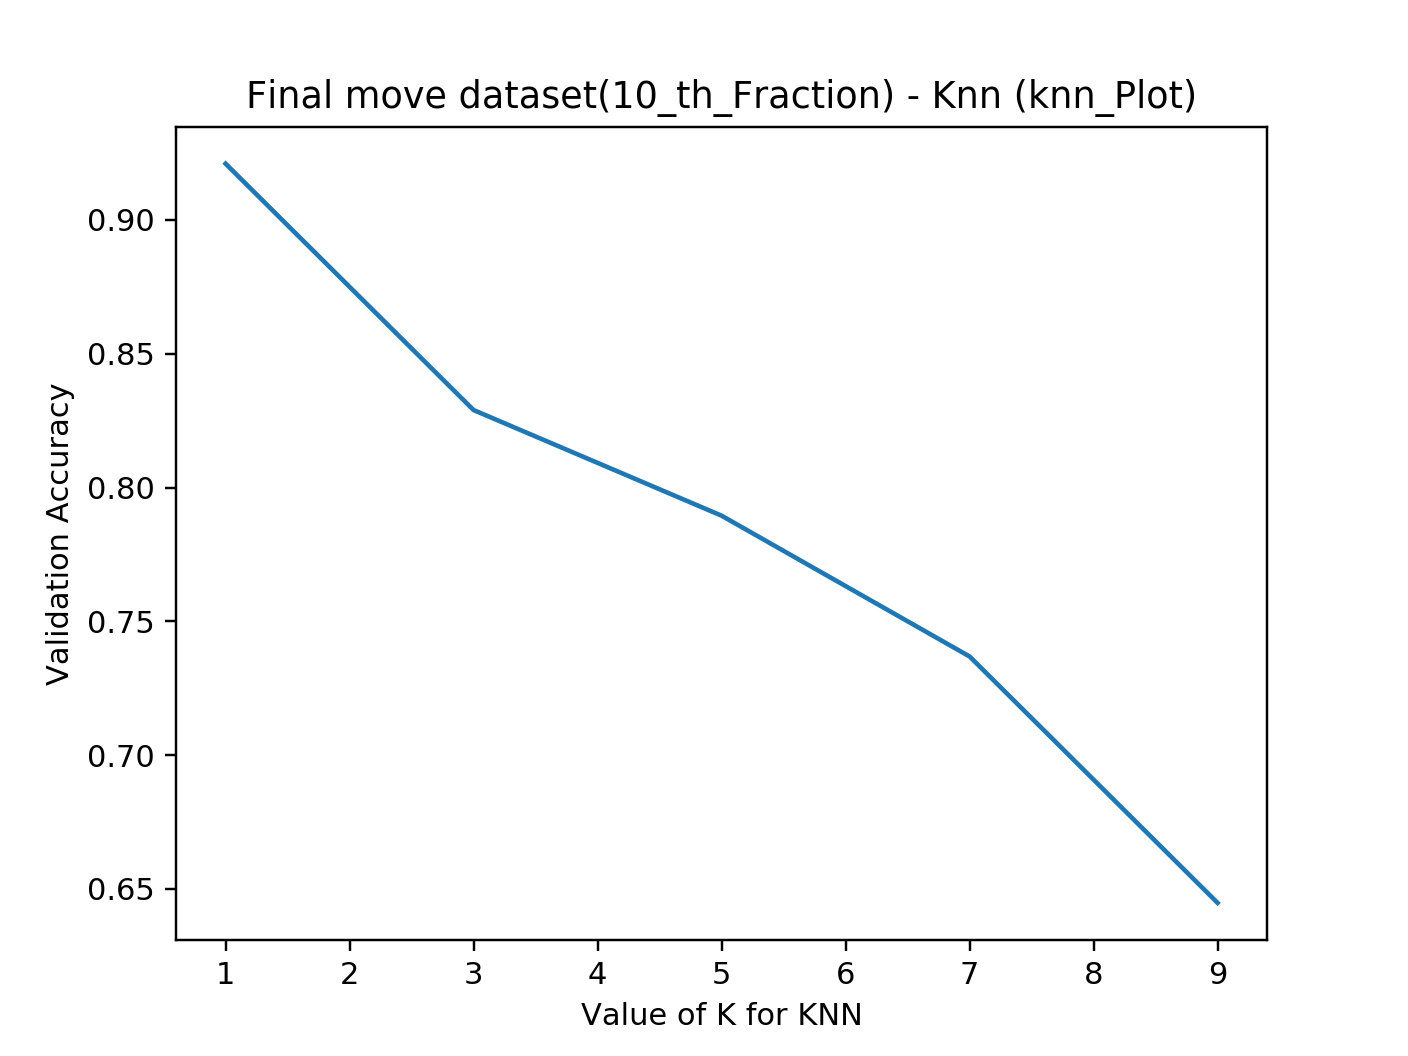 Final move dataset(10_th_Fraction) - Knn (knn_Plot)
0.90
0.85
0.80
0.75
0.70
0.65
Validation Accuracy
1 2 3 4 5 6 7 8 9
Value of K for KNN